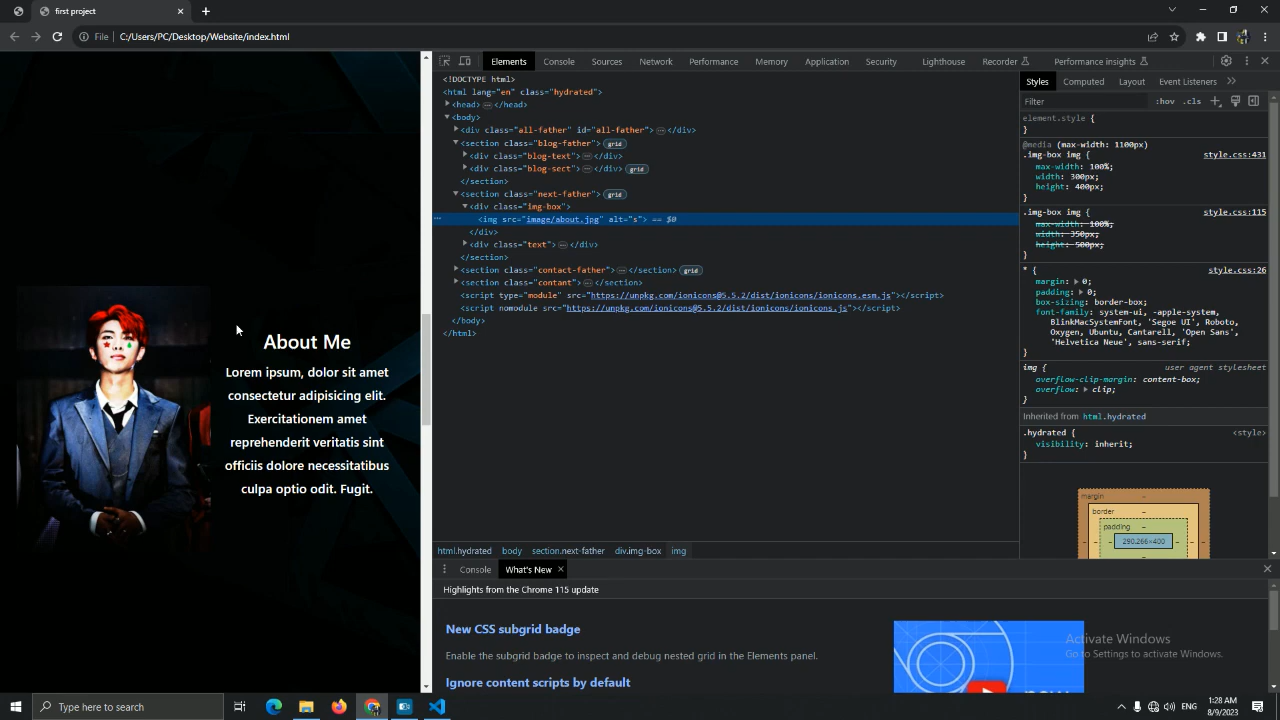 first project
File C:/Users/PC/Desktop/Website/index.html
Elements Console Sources Network Performance Memory Application Security Lighthouse Recorder Performance insights
<!DOCTYPE html>
<html lang="en" class="hydrated">
<head> ⋯ </head>
<body>
<div class="all-father" id="all-father"> ⋯ </div>
<section class="blog-father"> grid
<div class="blog-text"> ⋯ </div>
<div class="blog-sect"> ⋯ </div> grid
</section>
<section class="next-father"> grid
<div class="img-box">
<img src="image/about.jpg" alt="s"> == $0
</div>
<div class="text"> ⋯ </div>
</section>
<section class="contact-father"> ⋯ </section> grid
<section class="contant"> ⋯ </section>
<script type="module" src="https://unpkg.com/ionicons@5.5.2/dist/ionicons/ionicons.esm.js"></script>
<script nomodule src="https://unpkg.com/ionicons@5.5.2/dist/ionicons/ionicons.js"></script>
</body>
</html>
html.hydrated body section.next-father div.img-box img
Styles Computed Layout Event Listeners
Filter :hov .cls
element.style {
}
@media (max-width: 1100px)
.img-box img { style.css:431
max-width: 100%;
width: 300px;
height: 400px;
}
.img-box img { style.css:115
max-width: 100%;
width: 350px;
height: 500px;
}
* { style.css:26
margin: 0;
padding: 0;
box-sizing: border-box;
font-family: system-ui, -apple-system,
BlinkMacSystemFont, 'Segoe UI', Roboto,
Oxygen, Ubuntu, Cantarell, 'Open Sans',
'Helvetica Neue', sans-serif;
}
img { user agent stylesheet
overflow-clip-margin: content-box;
overflow: clip;
}
Inherited from html.hydrated
.hydrated { <style>
visibility: inherit;
}
margin –
border –
padding –
290.266×400
About Me
Lorem ipsum, dolor sit amet
consectetur adipisicing elit.
Exercitationem amet
reprehenderit veritatis sint
officiis dolore necessitatibus
culpa optio odit. Fugit.
Console What's New
Highlights from the Chrome 115 update
New CSS subgrid badge
Enable the subgrid badge to inspect and debug nested grid in the Elements panel.
Ignore content scripts by default
Activate Windows
Go to Settings to activate Windows.
Type here to search
ENG
1:28 AM
8/9/2023